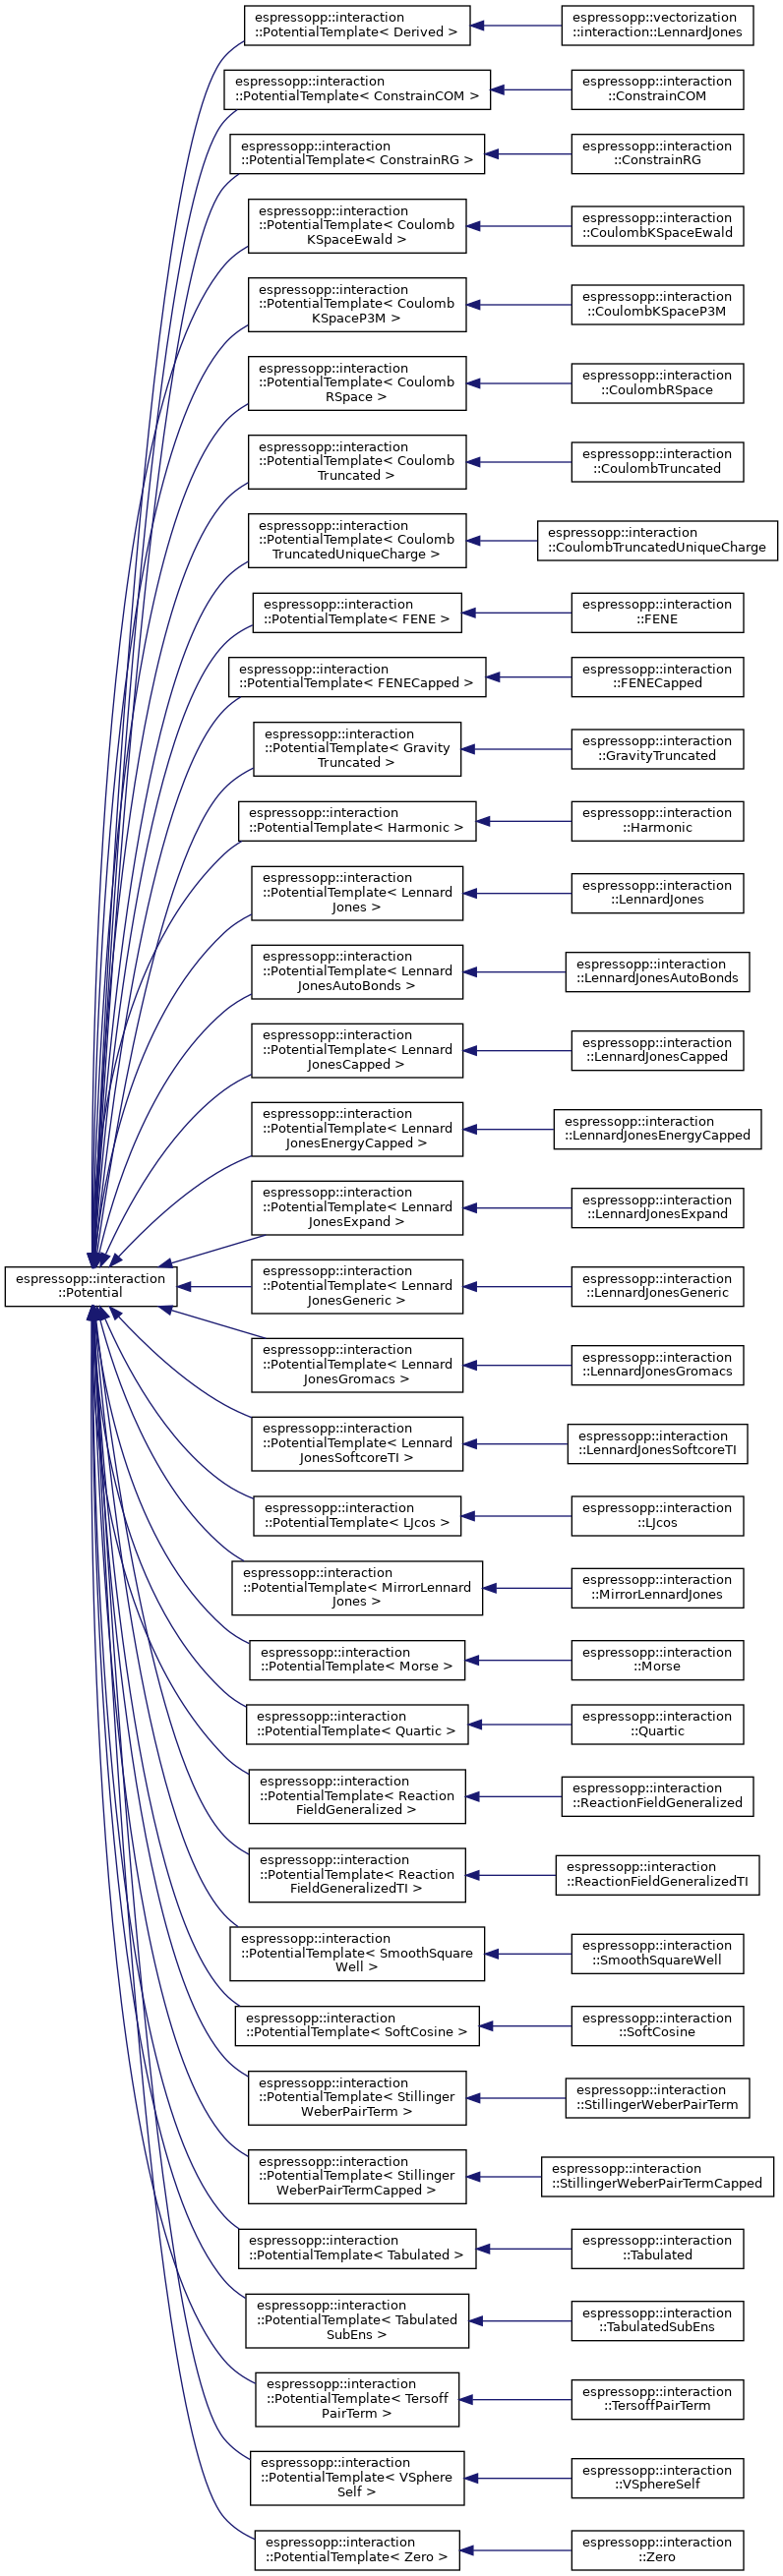 espressopp::interaction
::PotentialTemplate< Derived >
espressopp::vectorization
::interaction::LennardJones
espressopp::interaction
::PotentialTemplate< ConstrainCOM >
espressopp::interaction
::ConstrainCOM
espressopp::interaction
::PotentialTemplate< ConstrainRG >
espressopp::interaction
::ConstrainRG
espressopp::interaction
::PotentialTemplate< Coulomb
KSpaceEwald >
espressopp::interaction
::CoulombKSpaceEwald
espressopp::interaction
::PotentialTemplate< Coulomb
KSpaceP3M >
espressopp::interaction
::CoulombKSpaceP3M
espressopp::interaction
::PotentialTemplate< Coulomb
RSpace >
espressopp::interaction
::CoulombRSpace
espressopp::interaction
::PotentialTemplate< Coulomb
Truncated >
espressopp::interaction
::CoulombTruncated
espressopp::interaction
::PotentialTemplate< Coulomb
TruncatedUniqueCharge >
espressopp::interaction
::CoulombTruncatedUniqueCharge
espressopp::interaction
::PotentialTemplate< FENE >
espressopp::interaction
::FENE
espressopp::interaction
::PotentialTemplate< FENECapped >
espressopp::interaction
::FENECapped
espressopp::interaction
::PotentialTemplate< Gravity
Truncated >
espressopp::interaction
::GravityTruncated
espressopp::interaction
::PotentialTemplate< Harmonic >
espressopp::interaction
::Harmonic
espressopp::interaction
::PotentialTemplate< Lennard
Jones >
espressopp::interaction
::LennardJones
espressopp::interaction
::PotentialTemplate< Lennard
JonesAutoBonds >
espressopp::interaction
::LennardJonesAutoBonds
espressopp::interaction
::PotentialTemplate< Lennard
JonesCapped >
espressopp::interaction
::LennardJonesCapped
espressopp::interaction
::PotentialTemplate< Lennard
JonesEnergyCapped >
espressopp::interaction
::LennardJonesEnergyCapped
espressopp::interaction
::PotentialTemplate< Lennard
JonesExpand >
espressopp::interaction
::LennardJonesExpand
espressopp::interaction
::Potential
espressopp::interaction
::PotentialTemplate< Lennard
JonesGeneric >
espressopp::interaction
::LennardJonesGeneric
espressopp::interaction
::PotentialTemplate< Lennard
JonesGromacs >
espressopp::interaction
::LennardJonesGromacs
espressopp::interaction
::PotentialTemplate< Lennard
JonesSoftcoreTI >
espressopp::interaction
::LennardJonesSoftcoreTI
espressopp::interaction
::PotentialTemplate< LJcos >
espressopp::interaction
::LJcos
espressopp::interaction
::PotentialTemplate< MirrorLennard
Jones >
espressopp::interaction
::MirrorLennardJones
espressopp::interaction
::PotentialTemplate< Morse >
espressopp::interaction
::Morse
espressopp::interaction
::PotentialTemplate< Quartic >
espressopp::interaction
::Quartic
espressopp::interaction
::PotentialTemplate< Reaction
FieldGeneralized >
espressopp::interaction
::ReactionFieldGeneralized
espressopp::interaction
::PotentialTemplate< Reaction
FieldGeneralizedTI >
espressopp::interaction
::ReactionFieldGeneralizedTI
espressopp::interaction
::PotentialTemplate< SmoothSquare
Well >
espressopp::interaction
::SmoothSquareWell
espressopp::interaction
::PotentialTemplate< SoftCosine >
espressopp::interaction
::SoftCosine
espressopp::interaction
::PotentialTemplate< Stillinger
WeberPairTerm >
espressopp::interaction
::StillingerWeberPairTerm
espressopp::interaction
::PotentialTemplate< Stillinger
WeberPairTermCapped >
espressopp::interaction
::StillingerWeberPairTermCapped
espressopp::interaction
::PotentialTemplate< Tabulated >
espressopp::interaction
::Tabulated
espressopp::interaction
::PotentialTemplate< Tabulated
SubEns >
espressopp::interaction
::TabulatedSubEns
espressopp::interaction
::PotentialTemplate< Tersoff
PairTerm >
espressopp::interaction
::TersoffPairTerm
espressopp::interaction
::PotentialTemplate< VSphere
Self >
espressopp::interaction
::VSphereSelf
espressopp::interaction
::PotentialTemplate< Zero >
espressopp::interaction
::Zero